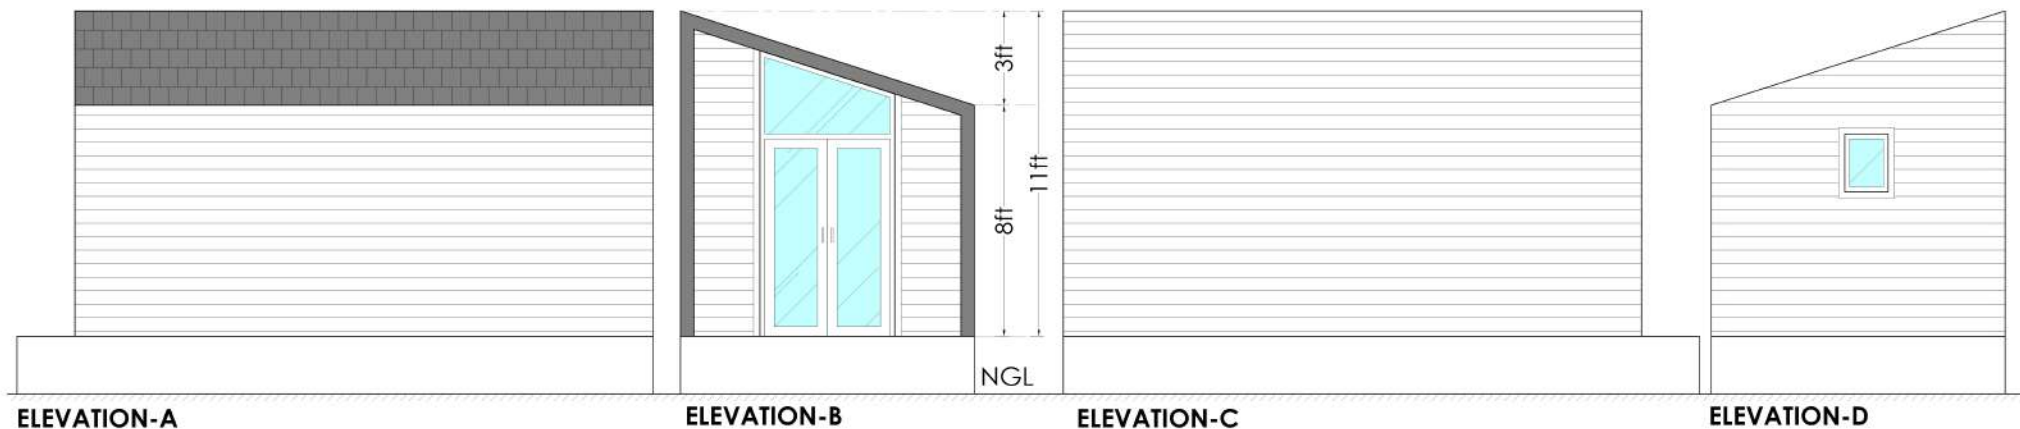 3ft
11ft
8ft
NGL
ELEVATION-A
ELEVATION-B
ELEVATION-C
ELEVATION-D